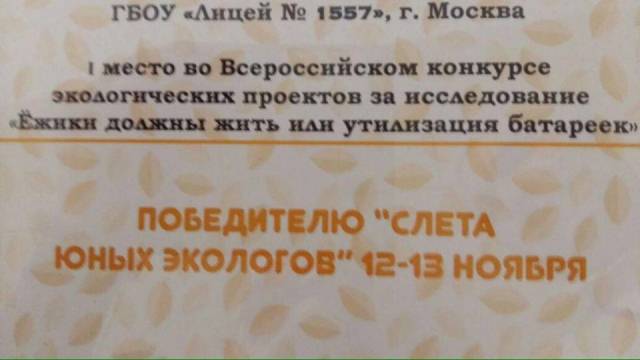 ГБОУ «Лицей № 1557», г. Москва
I место во Всероссийском конкурсе
экологических проектов за исследование
«Ёжики должны жить или утилизация батареек»
ПОБЕДИТЕЛЮ "СЛЕТА
ЮНЫХ ЭКОЛОГОВ" 12-13 НОЯБРЯ